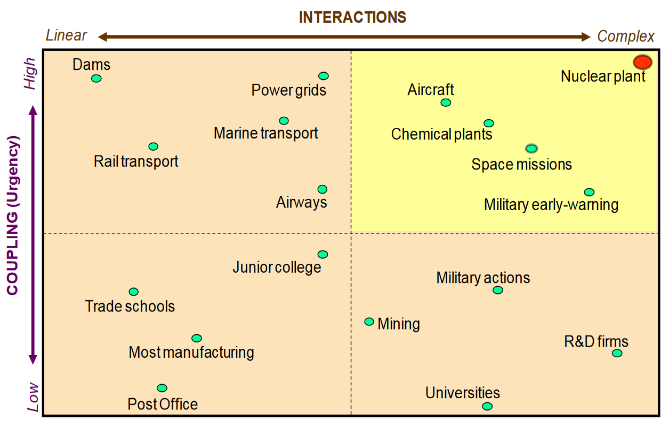 INTERACTIONS
Linear
Complex
High
COUPLING (Urgency)
Low
Dams
Power grids
Marine transport
Rail transport
Airways
Nuclear plant
Aircraft
Chemical plants
Space missions
Military early-warning
Junior college
Trade schools
Most manufacturing
Post Office
Military actions
Mining
R&D firms
Universities